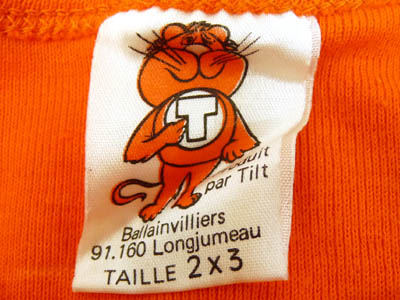 T
par Tilt
Ballainvilliers
91.160 Longjumeau
TAILLE 2x3